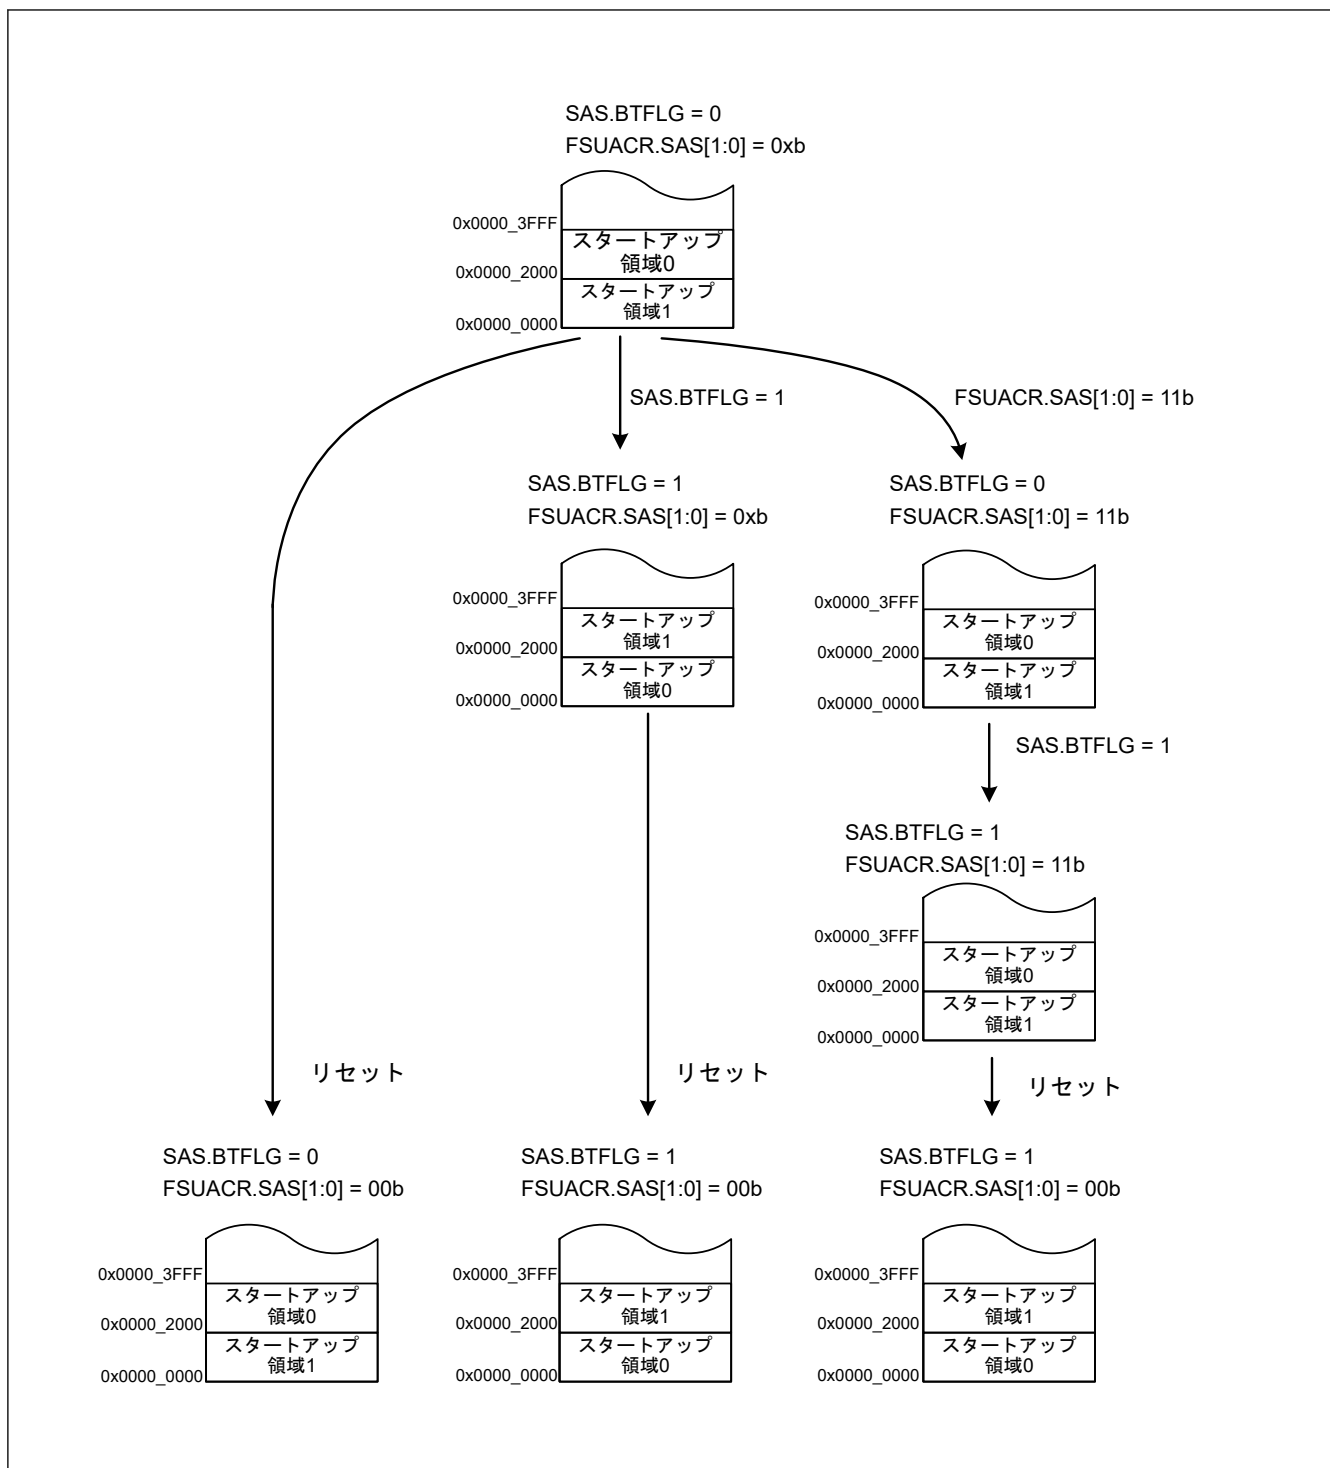 SAS.BTFLG = 0
FSUACR.SAS[1:0] = 0xb
0x0000_3FFF
スタートアップ
領域0
0x0000_2000
スタートアップ
領域1
0x0000_0000
SAS.BTFLG = 1
FSUACR.SAS[1:0] = 11b
SAS.BTFLG = 1
FSUACR.SAS[1:0] = 0xb
0x0000_3FFF
スタートアップ
領域1
0x0000_2000
スタートアップ
領域0
0x0000_0000
SAS.BTFLG = 0
FSUACR.SAS[1:0] = 11b
0x0000_3FFF
スタートアップ
領域0
0x0000_2000
スタートアップ
領域1
0x0000_0000
SAS.BTFLG = 1
SAS.BTFLG = 1
FSUACR.SAS[1:0] = 11b
0x0000_3FFF
スタートアップ
領域0
0x0000_2000
スタートアップ
領域1
0x0000_0000
リセット
リセット
リセット
SAS.BTFLG = 0
FSUACR.SAS[1:0] = 00b
0x0000_3FFF
スタートアップ
領域0
0x0000_2000
スタートアップ
領域1
0x0000_0000
SAS.BTFLG = 1
FSUACR.SAS[1:0] = 00b
0x0000_3FFF
スタートアップ
領域1
0x0000_2000
スタートアップ
領域0
0x0000_0000
SAS.BTFLG = 1
FSUACR.SAS[1:0] = 00b
0x0000_3FFF
スタートアップ
領域1
0x0000_2000
スタートアップ
領域0
0x0000_0000